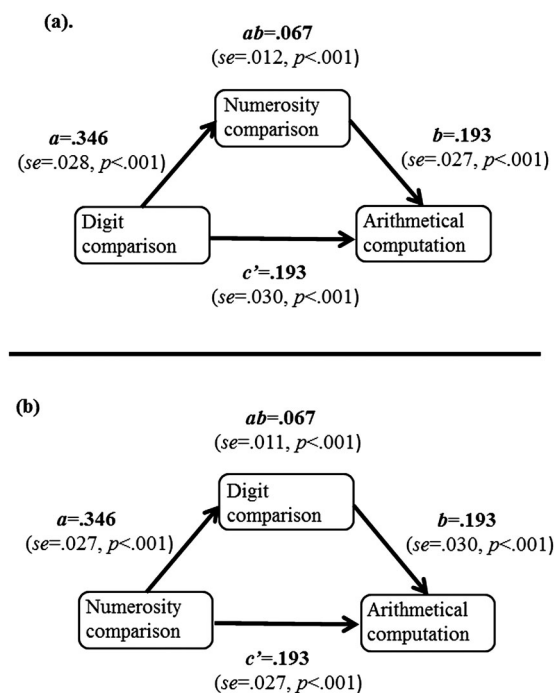 (a).
ab=.067
(se=.012, p<.001)
a=.346
(se=.028, p<.001)
Numerosity
comparison
b=.193
(se=.027, p<.001)
Digit
comparison
Arithmetical
computation
c’=.193
(se=.030, p<.001)
(b)
ab=.067
(se=.011, p<.001)
a=.346
(se=.027, p<.001)
Digit
comparison
b=.193
(se=.030, p<.001)
Numerosity
comparison
Arithmetical
computation
c’=.193
(se=.027, p<.001)